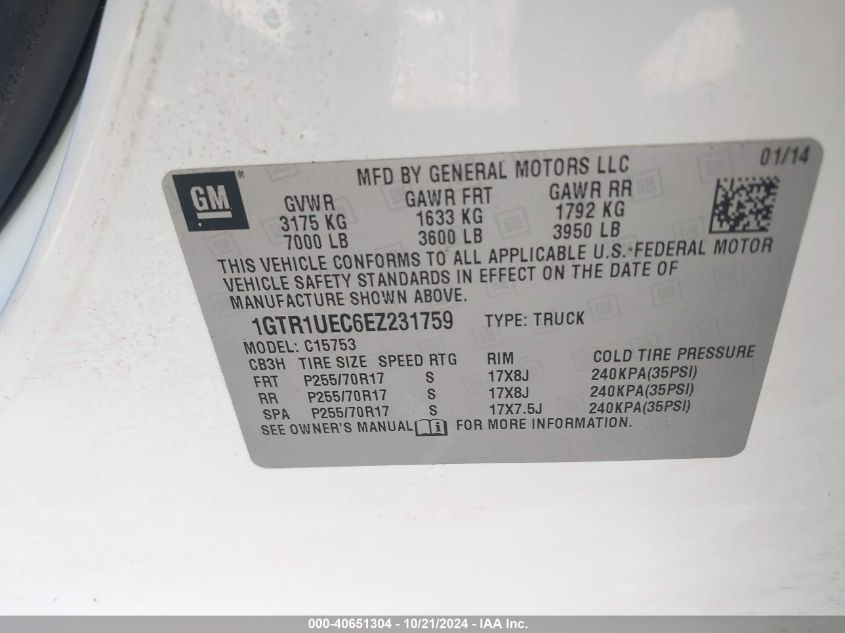 MFD BY GENERAL MOTORS LLC 01/14
GM
GVWR GAWR FRT GAWR RR
3175 KG 1633 KG 1792 KG
7000 LB 3600 LB 3950 LB
THIS VEHICLE CONFORMS TO ALL APPLICABLE U.S. FEDERAL MOTOR
VEHICLE SAFETY STANDARDS IN EFFECT ON THE DATE OF
MANUFACTURE SHOWN ABOVE.
1GTR1UEC6EZ231759 TYPE: TRUCK
MODEL: C15753
CB3H TIRE SIZE SPEED RTG RIM COLD TIRE PRESSURE
FRT P255/70R17 S 17X8J 240KPA(35PSI)
RR P255/70R17 S 17X8J 240KPA(35PSI)
SPA P255/70R17 S 17X7.5J 240KPA(35PSI)
SEE OWNER'S MANUAL FOR MORE INFORMATION.
000-40651304 - 10/21/2024 - IAA Inc.